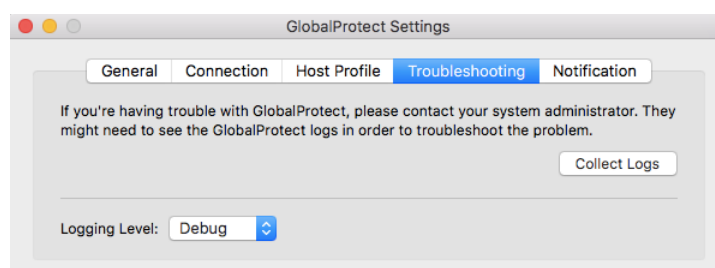 GlobalProtect Settings
General Connection Host Profile Troubleshooting Notification
If you're having trouble with GlobalProtect, please contact your system administrator. They
might need to see the GlobalProtect logs in order to troubleshoot the problem.
Collect Logs
Logging Level: Debug